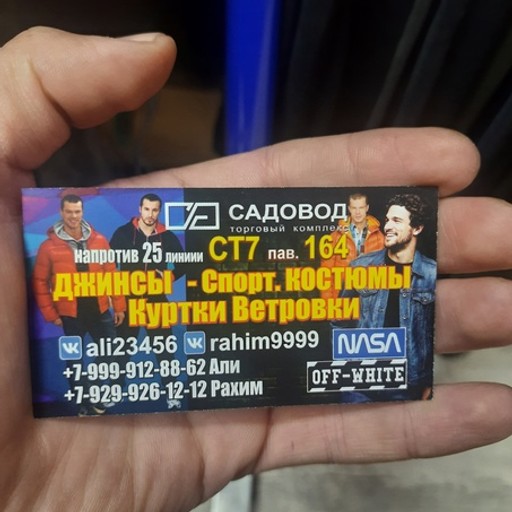 САДОВОД
торговый комплекс
напротив 25 линиии СТ7 пав. 164
ДЖИНСЫ - Спорт. КОСТЮМЫ
Куртки Ветровки
ali23456 rahim9999
+7-999-912-88-62 Али
+7-929-926-12-12 Рахим
NASA
OFF-WHITE